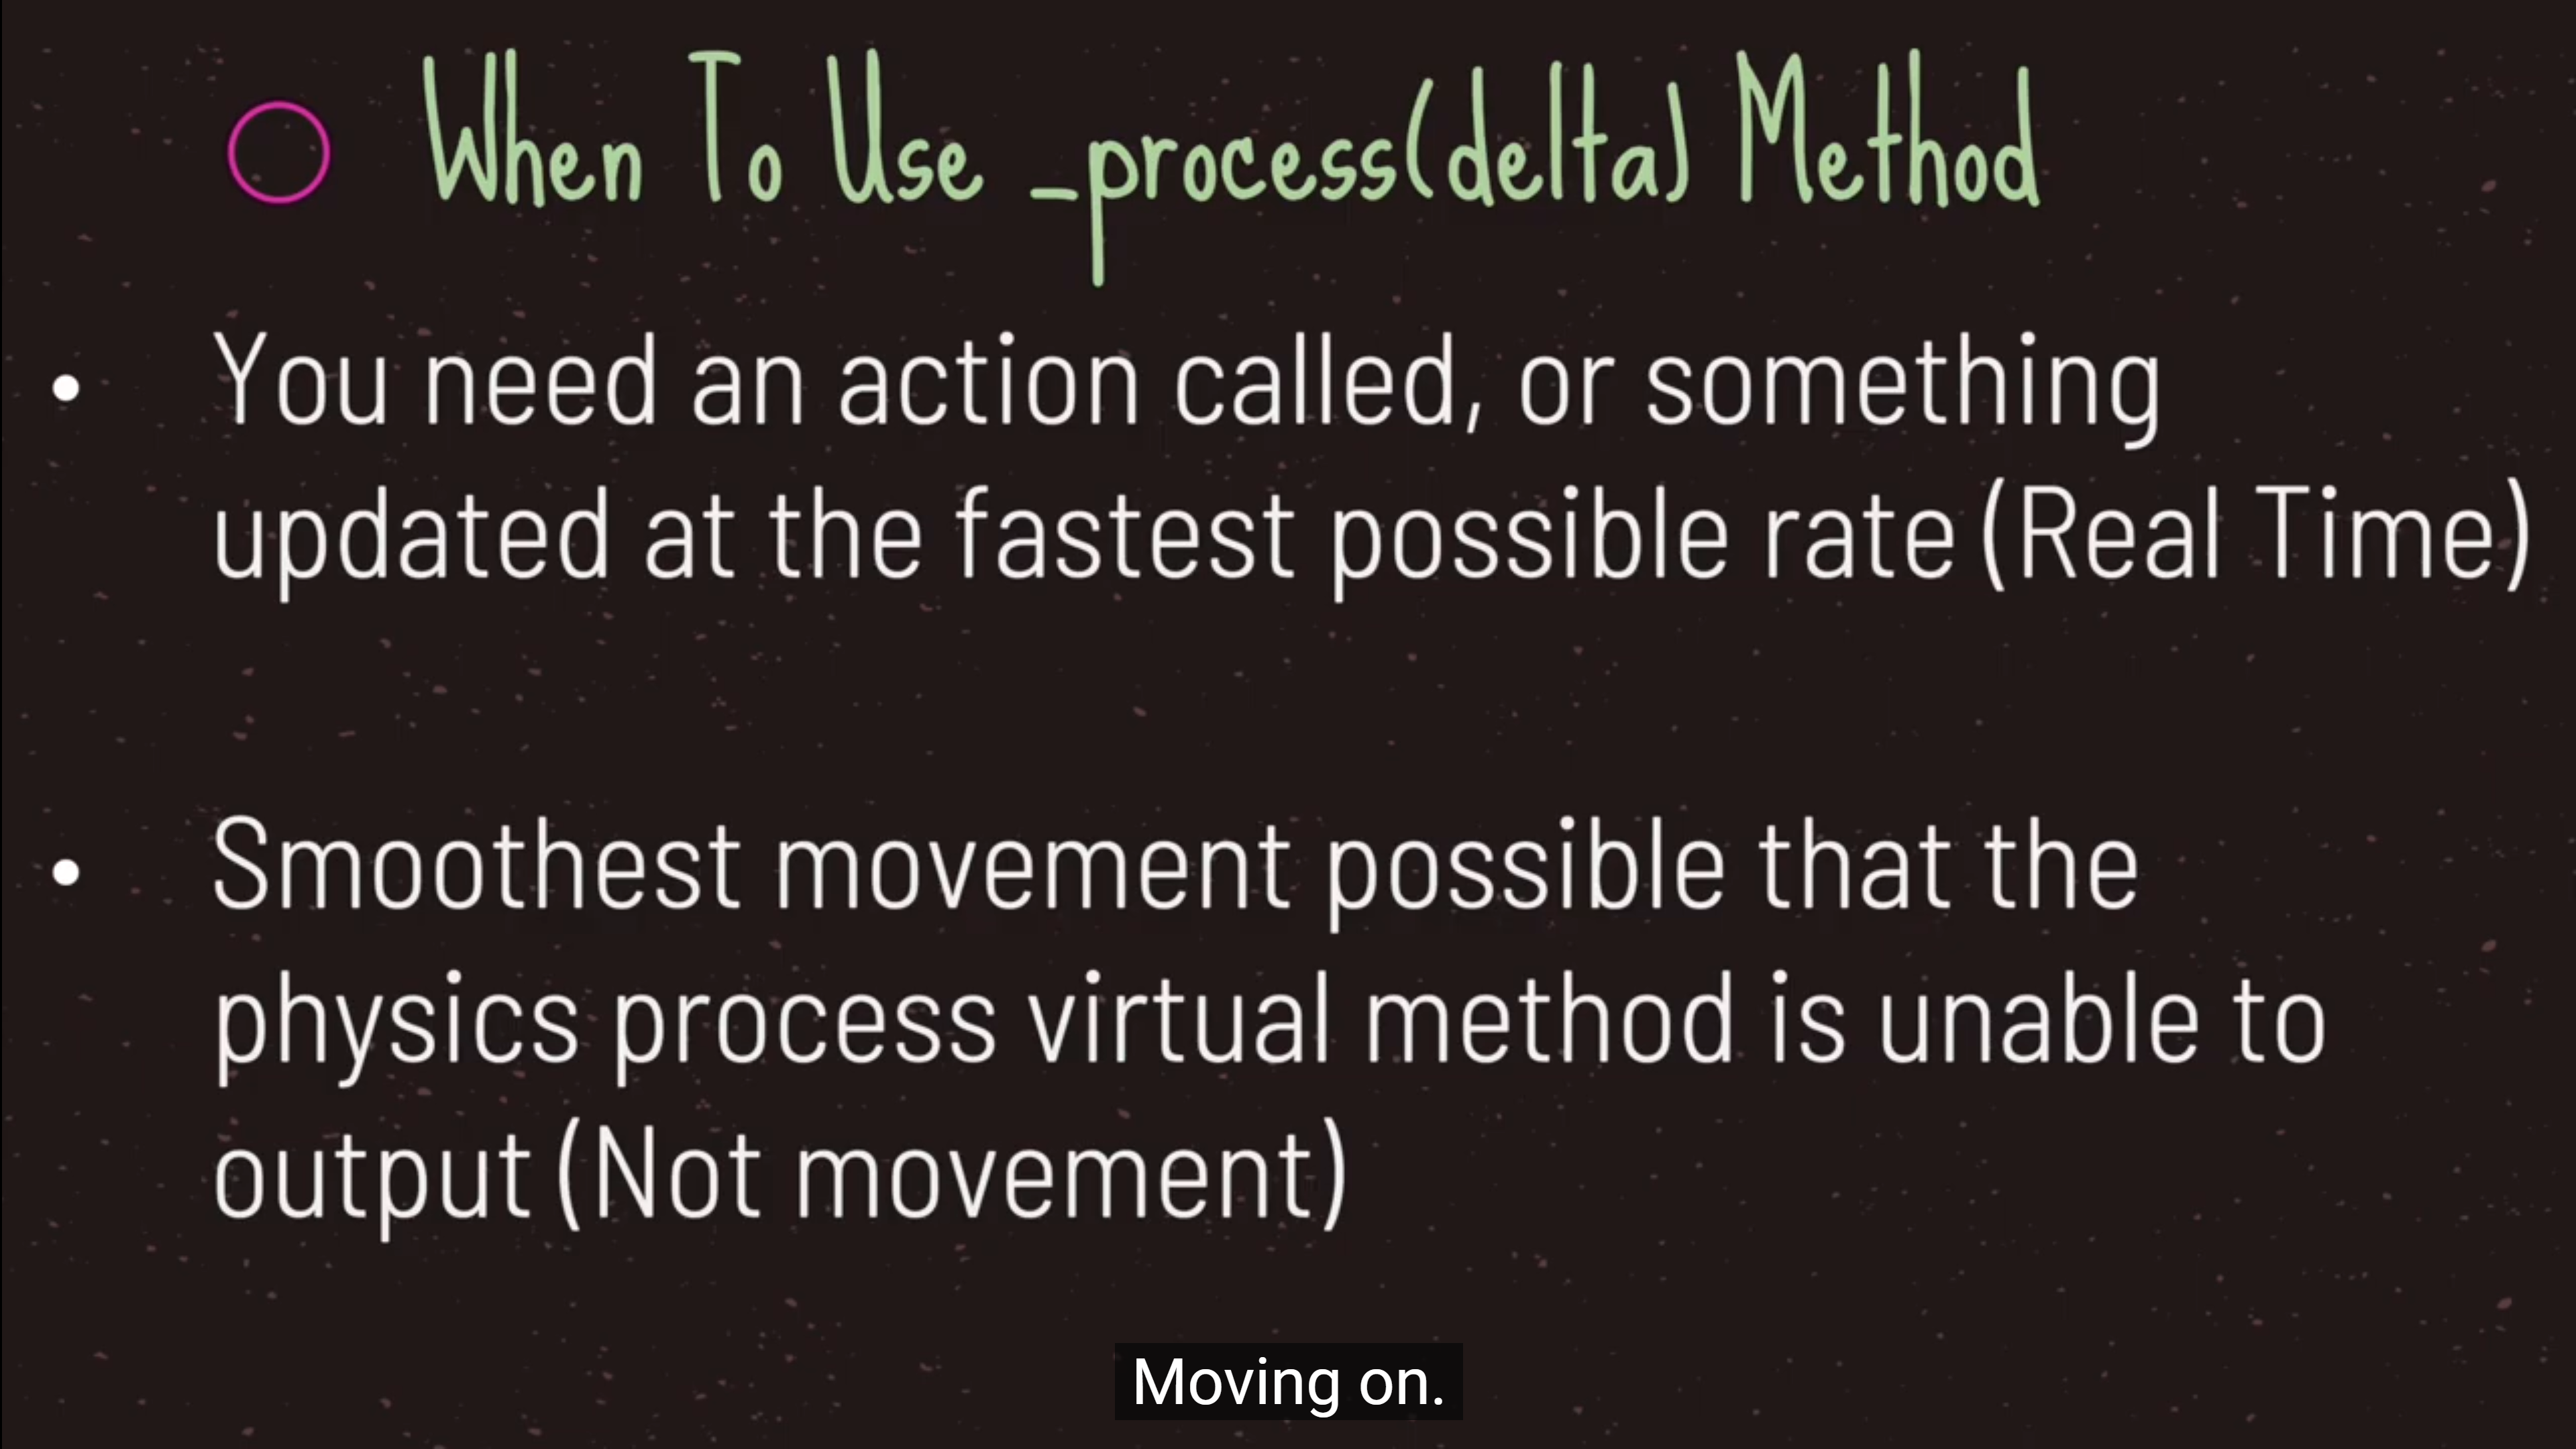 When To Use _process(delta) Method
• You need an action called, or something
updated at the fastest possible rate (Real Time)
• Smoothest movement possible that the
physics process virtual method is unable to
output (Not movement)
Moving on.